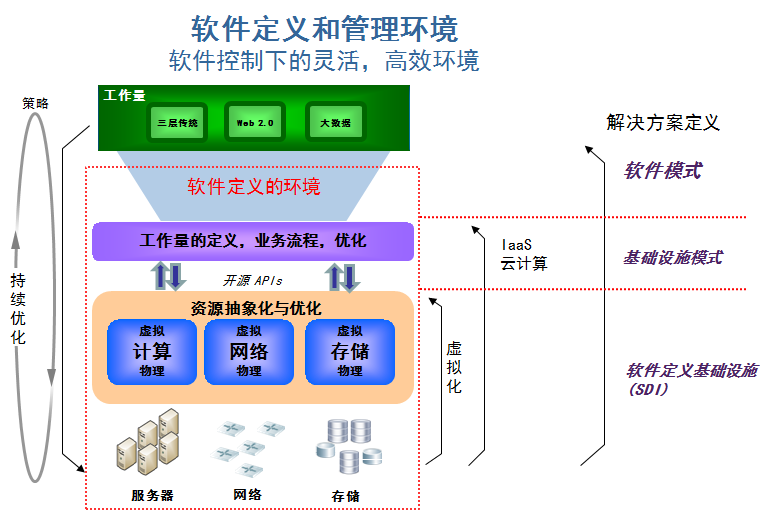 软件定义和管理环境
软件控制下的灵活，高效环境
策略
工作量
三层传统
Web 2.0
大数据
解决方案定义
软件模式
软件定义的环境
工作量的定义，业务流程，优化
IaaS
云计算
基础设施模式
持续优化
开源 APIs
资源抽象化与优化
虚拟
计算
物理
虚拟
网络
物理
虚拟
存储
物理
虚拟化
软件定义基础设施
(SDI)
服务器
网络
存储